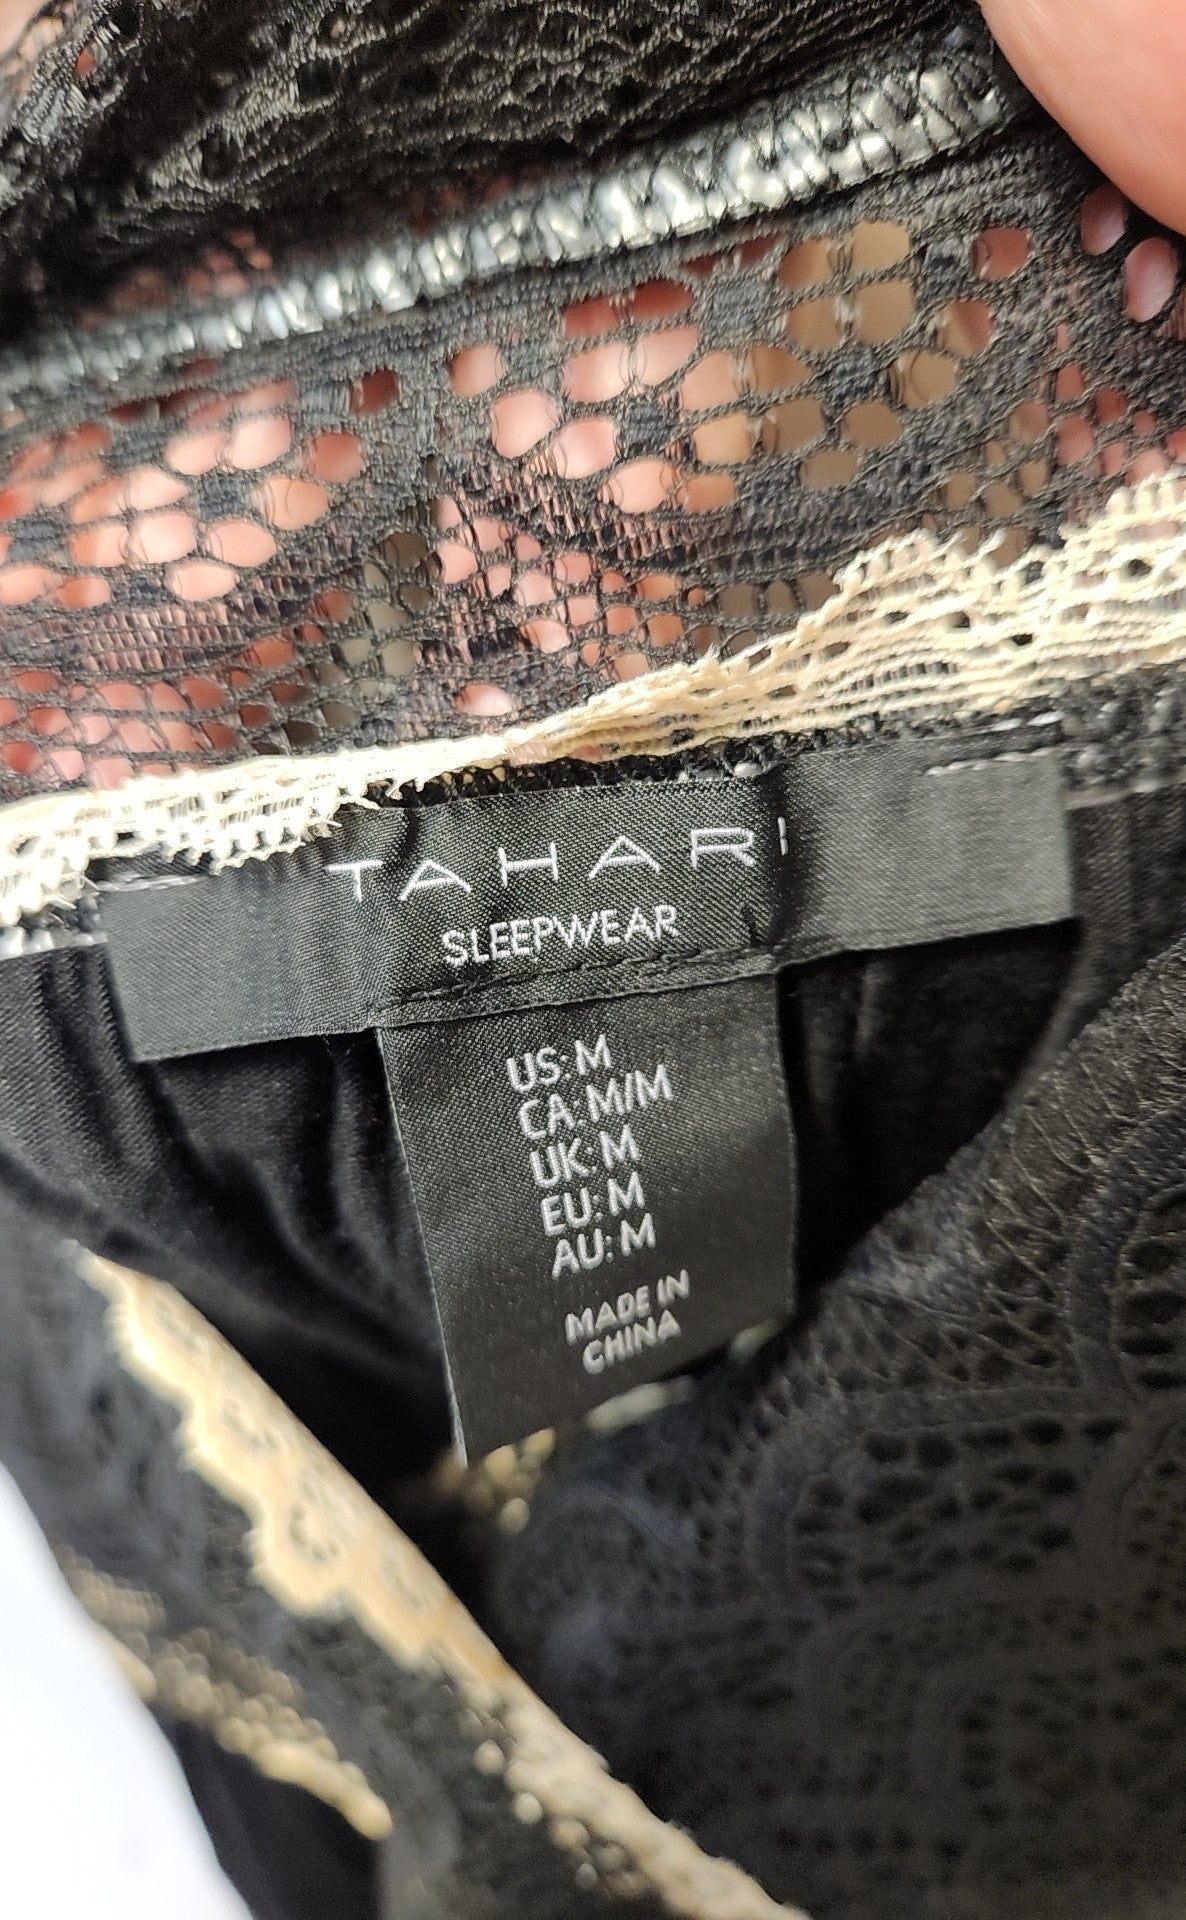 TAHARI
SLEEPWEAR
US: M
CA: M/M
UK: M
EU: M
AU: M
MADE IN
CHINA